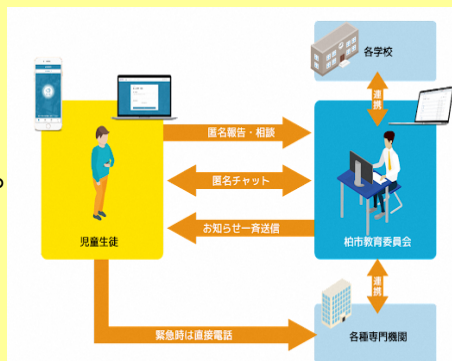 各学校
連携
匿名報告・相談
匿名チャット
お知らせ一斉送信
児童生徒
柏市教育委員会
連携
緊急時は直接電話
各種専門機関